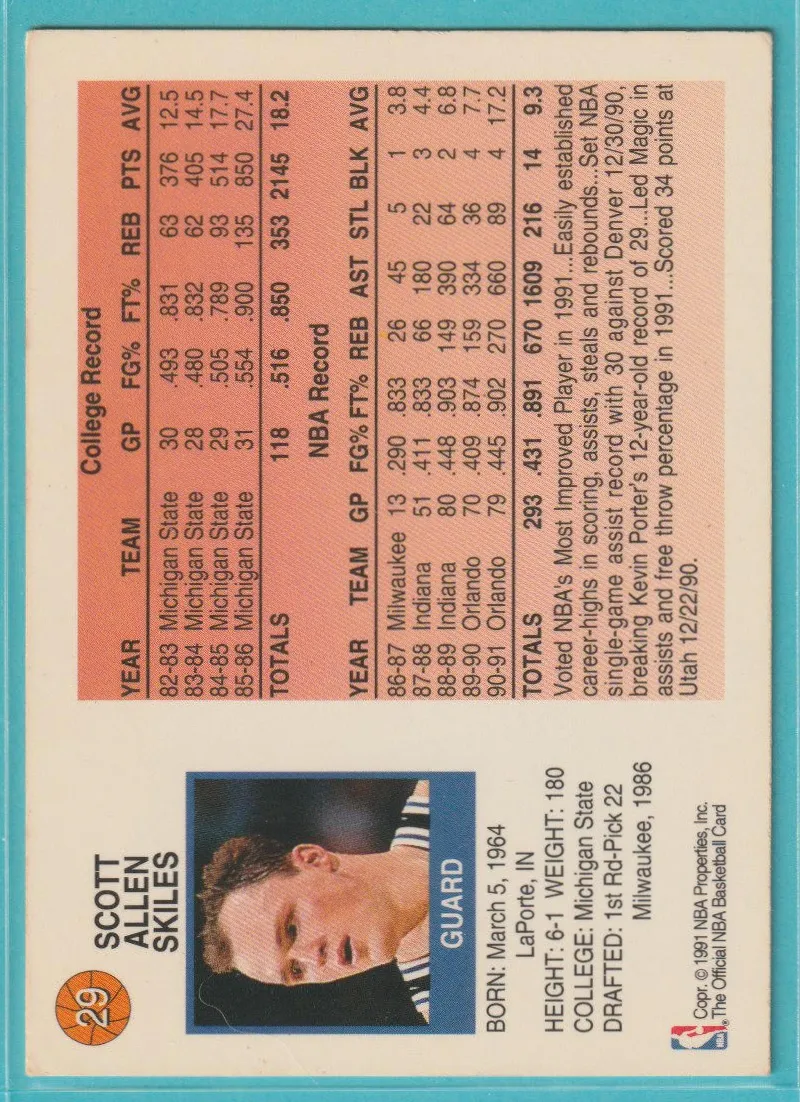 29
SCOTT
ALLEN
SKILES
GUARD
BORN: March 5, 1964
LaPorte, IN
HEIGHT: 6-1 WEIGHT: 180
COLLEGE: Michigan State
DRAFTED: 1st Rd-Pick 22
Milwaukee, 1986
NBA
®
Copr. © 1991 NBA Properties, Inc.
The Official NBA Basketball Card
College Record
YEAR TEAM GP FG% FT% REB PTS AVG
82-83 Michigan State 30 .493 .831 63 376 12.5
83-84 Michigan State 28 .480 .832 62 405 14.5
84-85 Michigan State 29 .505 .789 93 514 17.7
85-86 Michigan State 31 .554 .900 135 850 27.4
TOTALS 118 .516 .850 353 2145 18.2
NBA Record
YEAR TEAM GP FG% FT% REB AST STL BLK AVG
86-87 Milwaukee 13 .290 .833 26 45 5 1 3.8
87-88 Indiana 51 .411 .833 66 180 22 3 4.4
88-89 Indiana 80 .448 .903 149 390 64 2 6.8
89-90 Orlando 70 .409 .874 159 334 36 4 7.7
90-91 Orlando 79 .445 .902 270 660 89 4 17.2
TOTALS 293 .431 .891 670 1609 216 14 9.3
Voted NBA's Most Improved Player in 1991...Easily established
career-highs in scoring, assists, steals and rebounds...Set NBA
single-game assist record with 30 against Denver 12/30/90,
breaking Kevin Porter's 12-year-old record of 29...Led Magic in
assists and free throw percentage in 1991...Scored 34 points at
Utah 12/22/90.